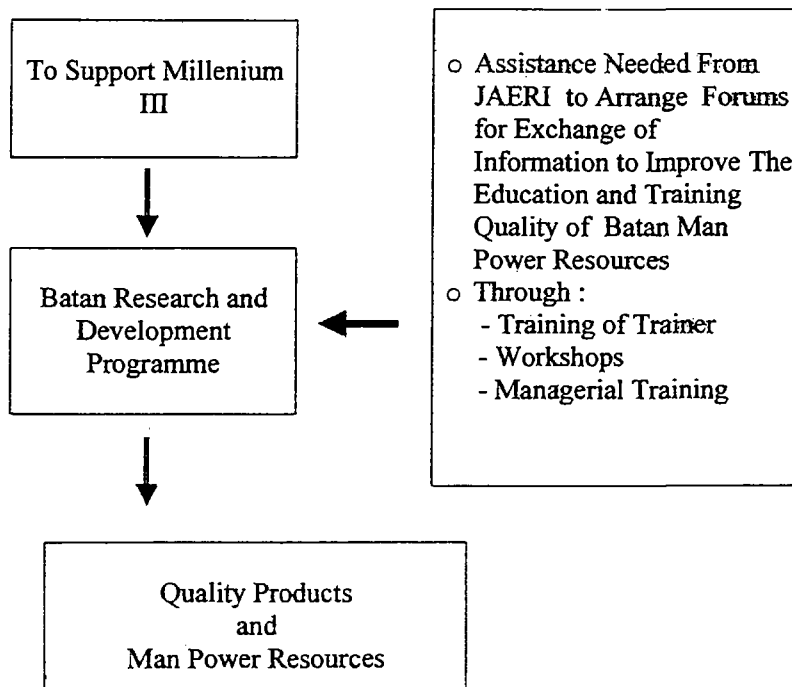 To Support Millenium
III
Batan Research and
Development
Programme
Quality Products
and
Man Power Resources
○ Assistance Needed From
JAERI to Arrange Forums
for Exchange of
Information to Improve The
Education and Training
Quality of Batan Man
Power Resources
○ Through :
- Training of Trainer
- Workshops
- Managerial Training